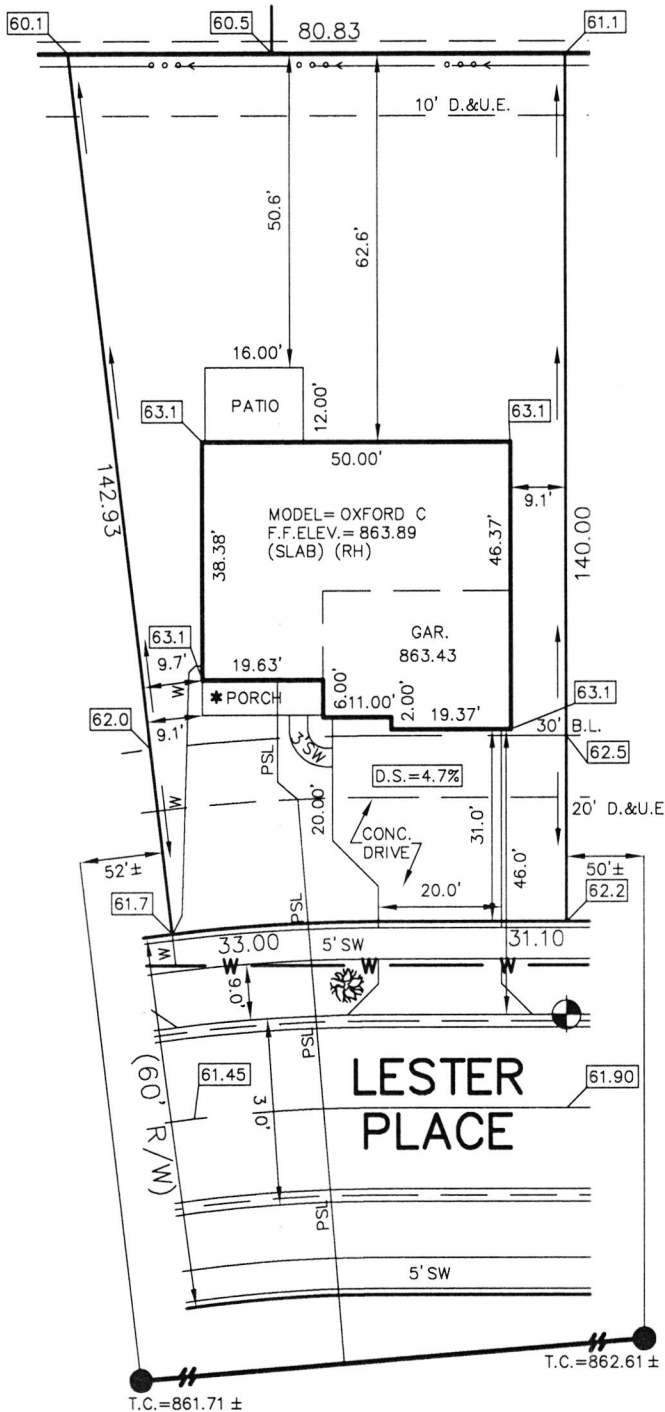 60.1
60.5
80.83
61.1
10' D.&U.E.
50.6'
62.6'
16.00'
PATIO
12.00'
63.1
63.1
50.00'
9.1'
142.93
140.00
MODEL= OXFORD C
F.F.ELEV.= 863.89
(SLAB) (RH)
38.38'
46.37'
GAR.
863.43
63.1
9.7'
19.63'
W
* PORCH
6.00'
11.00'
2.00'
19.37'
63.1
62.0
9.1'
30' B.L.
3'SW
62.5
PSL
D.S.=4.7%
W
20.00'
20' D.&U.E
CONC.
DRIVE
31.0'
46.0'
52'±
50'±
61.7
20.0'
62.2
PSL
33.00
5' SW
31.10
W
W
W
W
9.0'
PSL
(60' R/W)
61.45
3.0'
LESTER
PLACE
61.90
PSL
5' SW
T.C.=861.71 ±
T.C.=862.61 ±